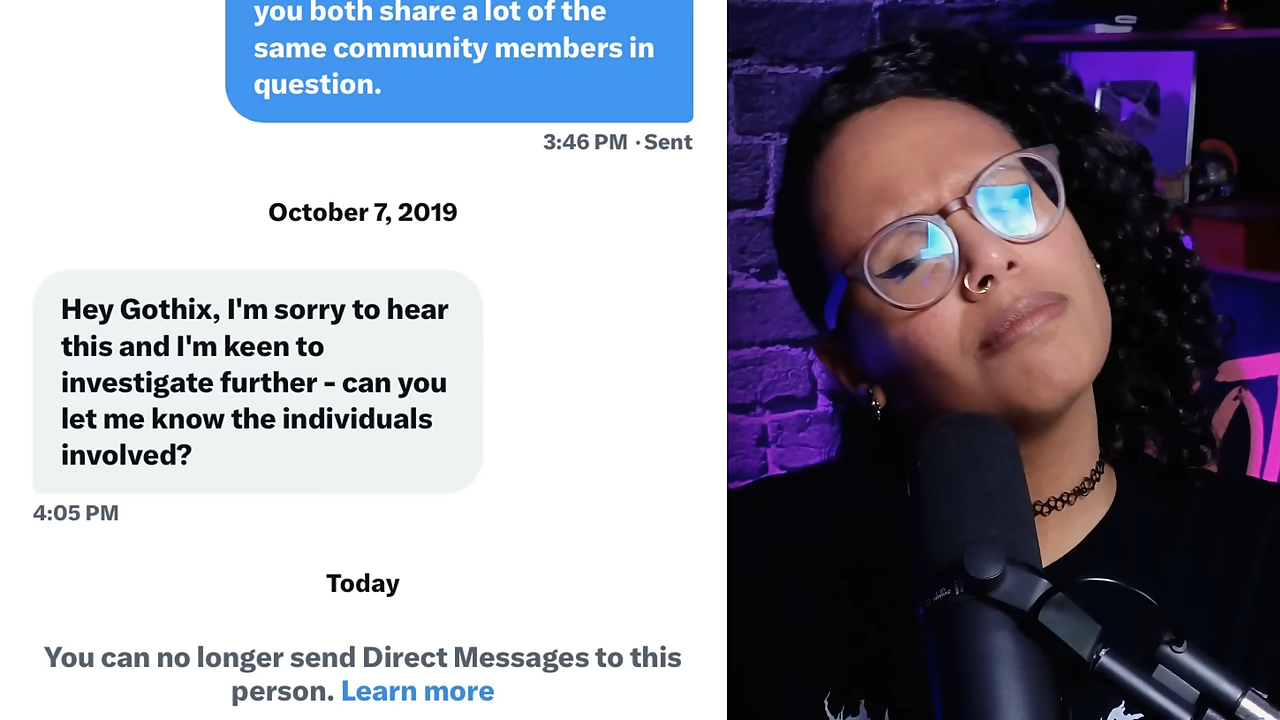 you both share a lot of the
same community members in
question.
3:46 PM · Sent
October 7, 2019
Hey Gothix, I'm sorry to hear
this and I'm keen to
investigate further - can you
let me know the individuals
involved?
4:05 PM
Today
You can no longer send Direct Messages to this
person. Learn more